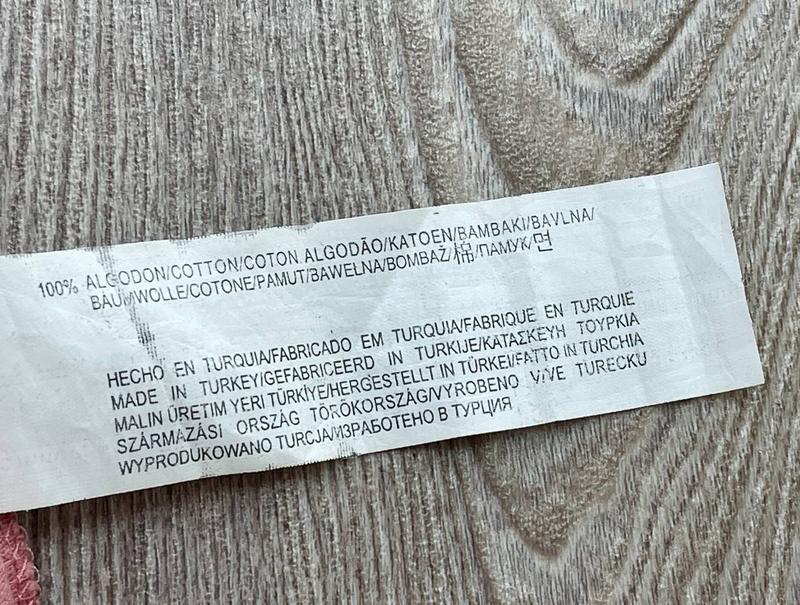 100% ALGODON/COTTON/COTON ALGODÃO/KATOEN/BAMBAKI/BAVLNA/
BAUMWOLLE/COTONE/PAMUT/BAWELNA/BOMBAŽ/棉/ПАМУК/면
HECHO EN TURQUIA/FABRICADO EM TURQUIA/FABRIQUE EN TURQUIE
MADE IN TURKEY/GEFABRICEERD IN TURKIJE/ΚΑΤΑΣΚΕΥΗ ΤΟΥΡΚΙΑ
MALIN ÜRETIM YERI TÜRKIYE/HERGESTELLT IN TÜRKEI/FATTO IN TURCHIA
SZÁRMAZÁSI ORSZÁG TÖRÖKORSZÁG/VYROBENO V/VE TURECKU
WYPRODUKOWANO TURCJA/ИЗРАБОТЕНО В ТУРЦИЯ